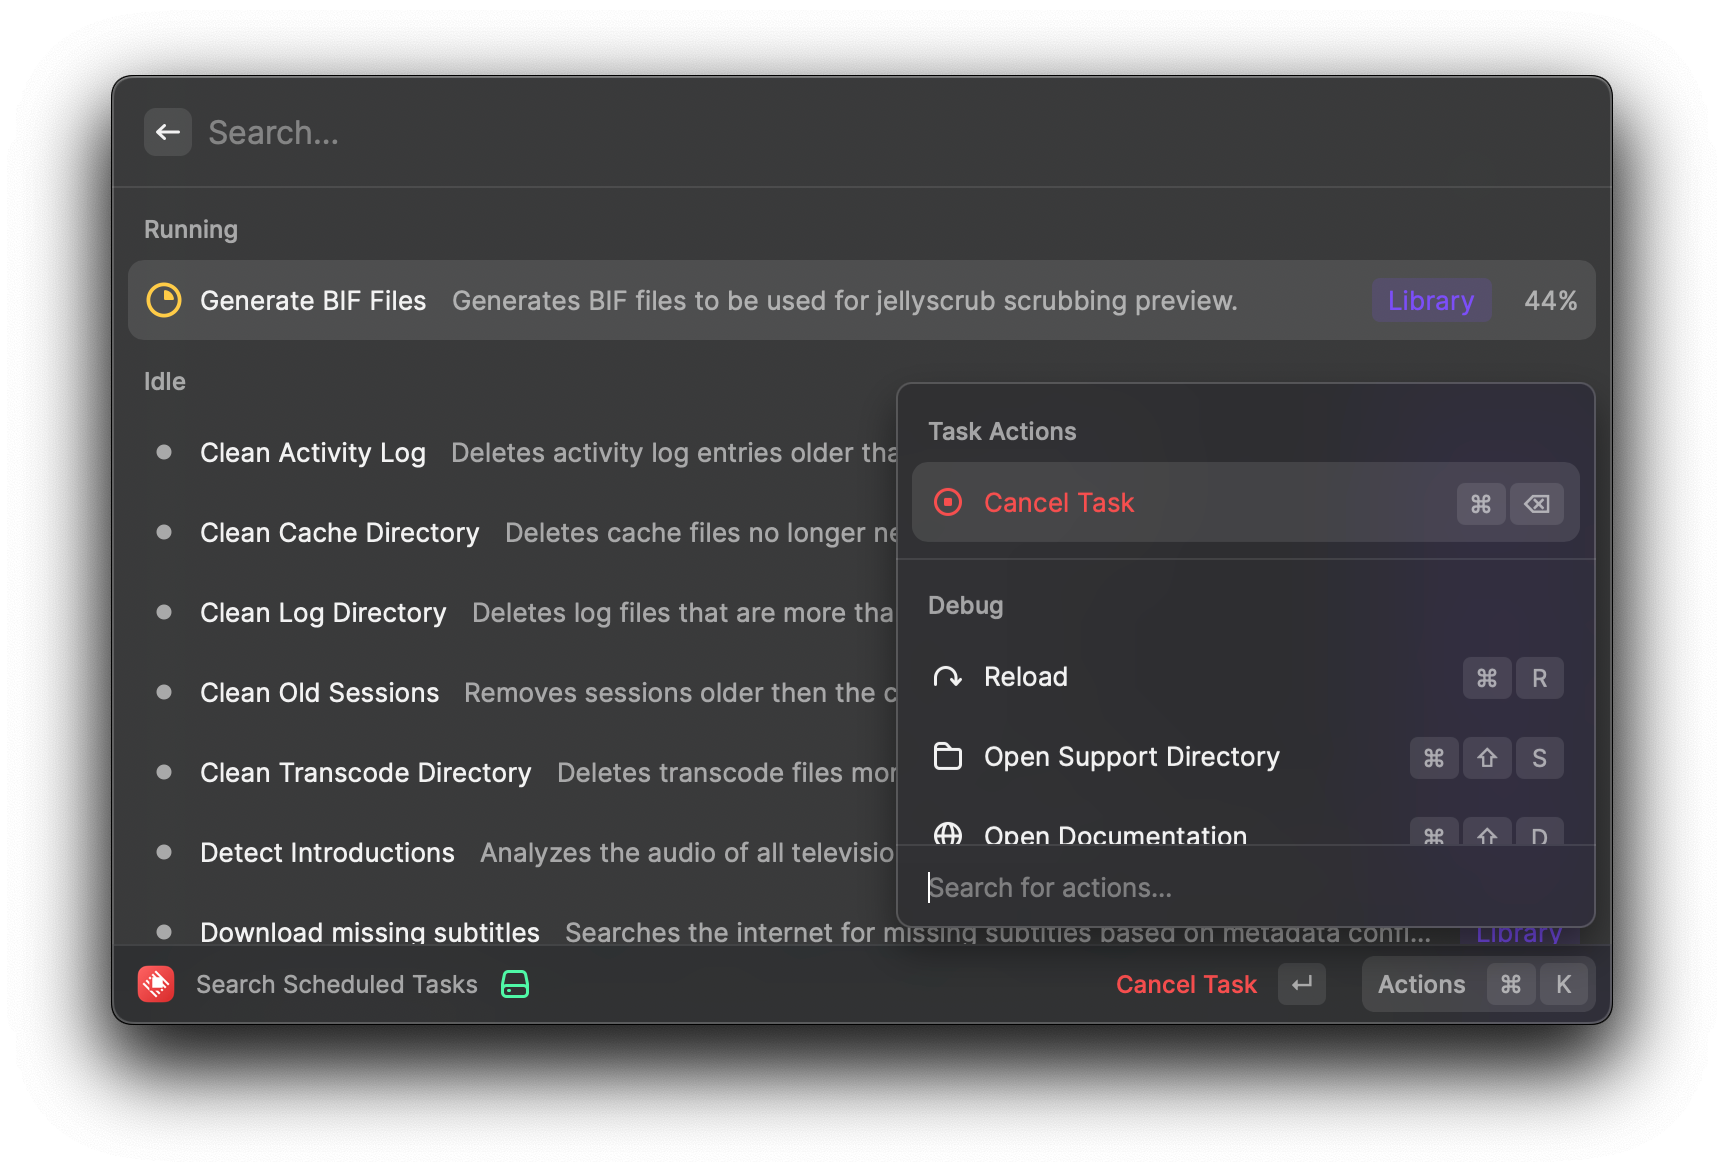 Search...
Running
Generate BIF Files Generates BIF files to be used for jellyscrub scrubbing preview. Library 44%
Idle
Clean Activity Log Deletes activity log entries older tha
Clean Cache Directory Deletes cache files no longer ne
Clean Log Directory Deletes log files that are more tha
Clean Old Sessions Removes sessions older then the c
Clean Transcode Directory Deletes transcode files mor
Detect Introductions Analyzes the audio of all televisio
Download missing subtitles Searches the internet for missing subtitles based on metadata confi... Library
Task Actions
Cancel Task ⌘ ⌫
Debug
Reload ⌘ R
Open Support Directory ⌘ ⇧ S
Open Documentation ⌘ ⇧ D
Search for actions...
Search Scheduled Tasks Cancel Task ↵ Actions ⌘ K